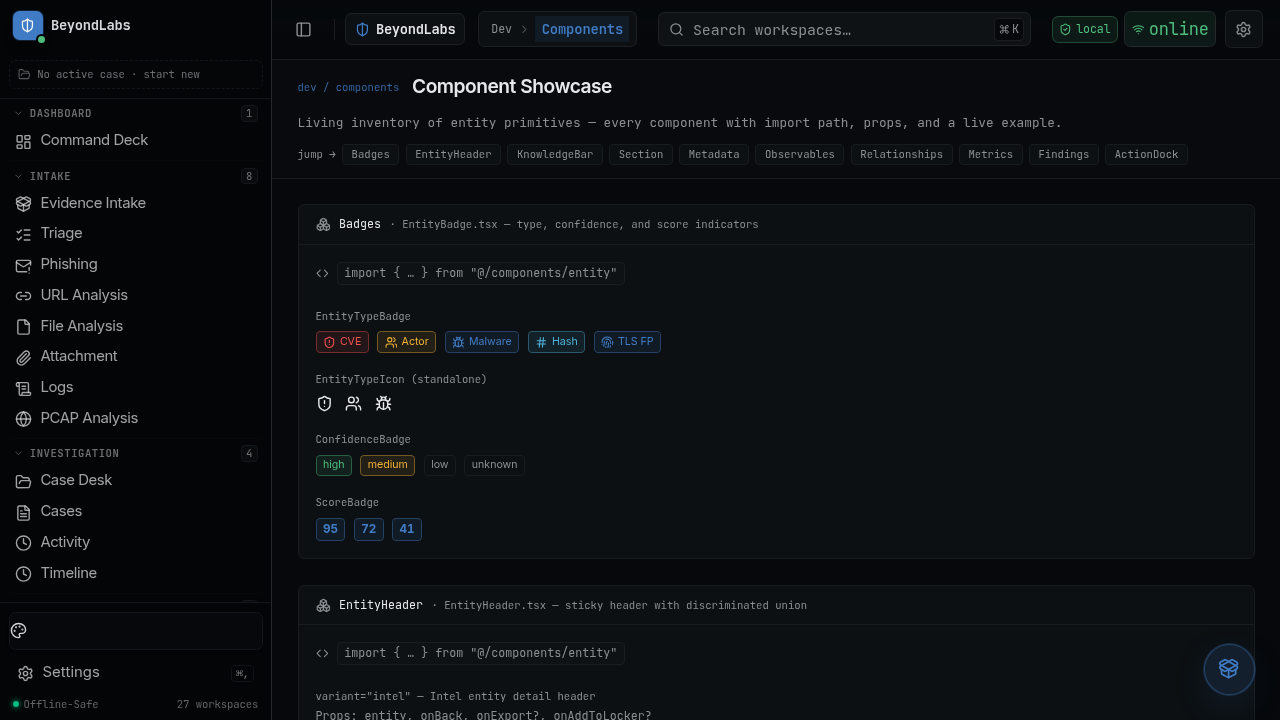 BeyondLabs
No active case · start new
DASHBOARD 1
Command Deck
INTAKE 8
Evidence Intake
Triage
Phishing
URL Analysis
File Analysis
Attachment
Logs
PCAP Analysis
INVESTIGATION 4
Case Desk
Cases
Activity
Timeline
Settings ⌘,
Offline-Safe 27 workspaces
BeyondLabs Dev Components Search workspaces… ⌘K local online
dev / components Component Showcase
Living inventory of entity primitives — every component with import path, props, and a live example.
jump → Badges EntityHeader KnowledgeBar Section Metadata Observables Relationships Metrics Findings ActionDock
Badges · EntityBadge.tsx — type, confidence, and score indicators
import { … } from "@/components/entity"
EntityTypeBadge
CVE Actor Malware Hash TLS FP
EntityTypeIcon (standalone)
ConfidenceBadge
high medium low unknown
ScoreBadge
95 72 41
EntityHeader · EntityHeader.tsx — sticky header with discriminated union
import { … } from "@/components/entity"
variant="intel" — Intel entity detail header
Props: entity, onBack, onExport?, onAddToLocker?